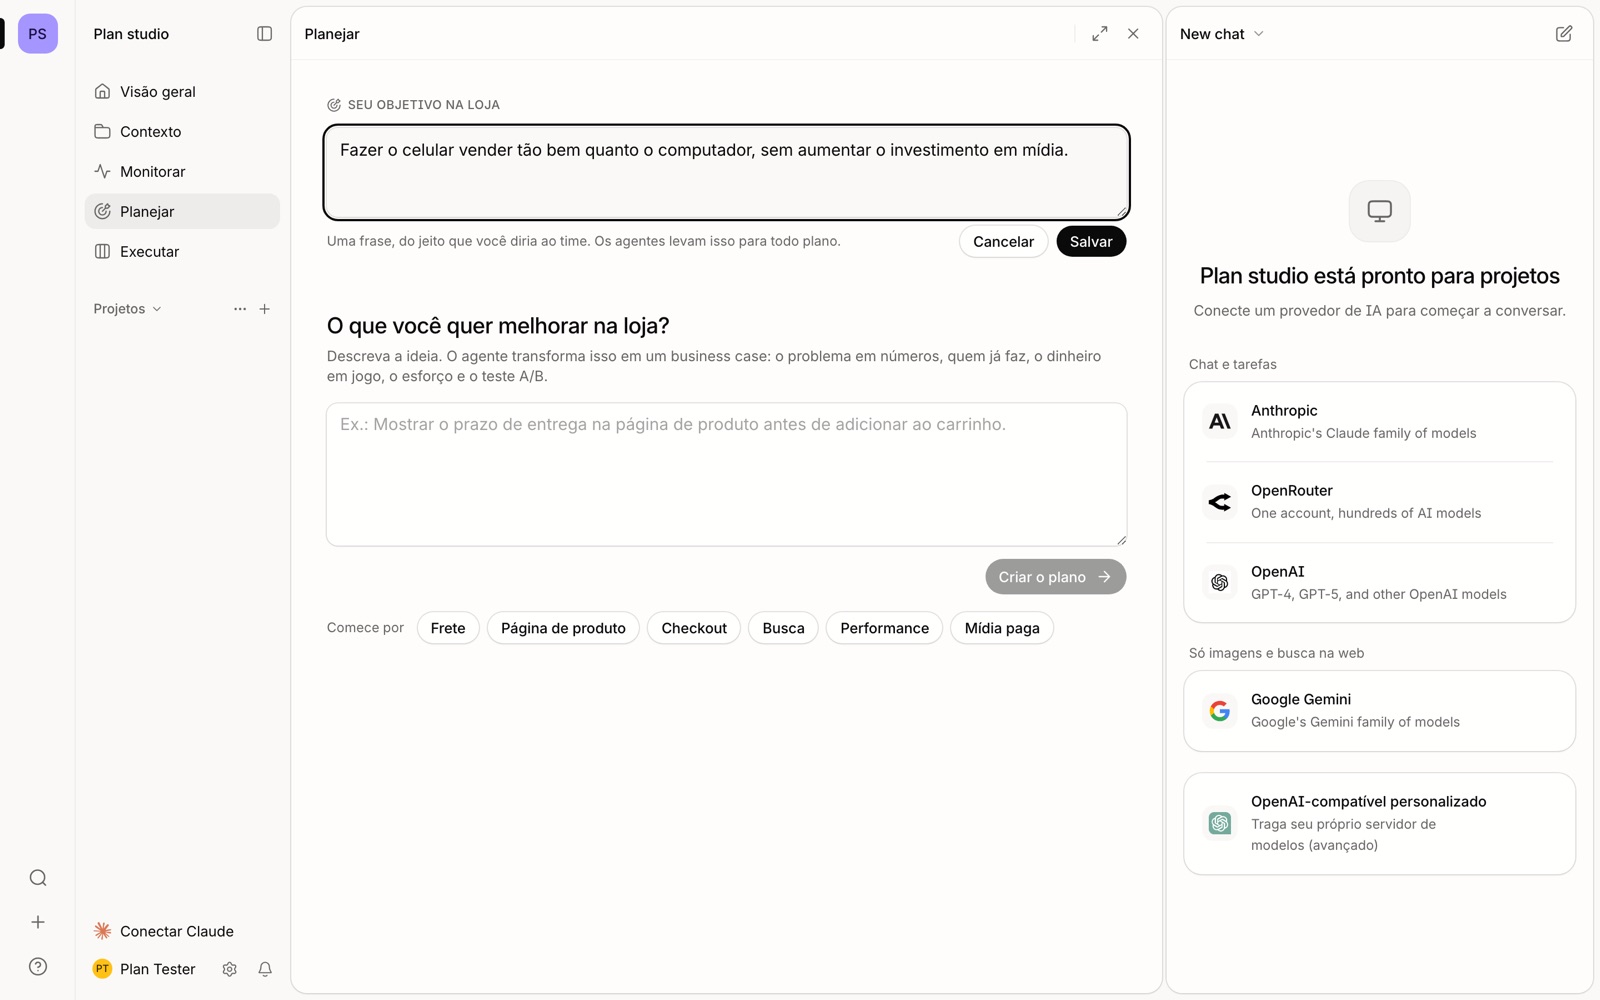 PS
Plan studio
Visão geral
Contexto
Monitorar
Planejar
Executar
Projetos
Conectar Claude
PT
Plan Tester
Planejar
SEU OBJETIVO NA LOJA
Fazer o celular vender tão bem quanto o computador, sem aumentar o investimento em mídia.
Uma frase, do jeito que você diria ao time. Os agentes levam isso para todo plano.
Cancelar
Salvar
O que você quer melhorar na loja?
Descreva a ideia. O agente transforma isso em um business case: o problema em números, quem já faz, o dinheiro
em jogo, o esforço e o teste A/B.
Ex.: Mostrar o prazo de entrega na página de produto antes de adicionar ao carrinho.
Criar o plano
Comece por
Frete
Página de produto
Checkout
Busca
Performance
Mídia paga
New chat
Plan studio está pronto para projetos
Conecte um provedor de IA para começar a conversar.
Chat e tarefas
Anthropic
Anthropic's Claude family of models
OpenRouter
One account, hundreds of AI models
OpenAI
GPT-4, GPT-5, and other OpenAI models
Só imagens e busca na web
Google Gemini
Google's Gemini family of models
OpenAI-compatível personalizado
Traga seu próprio servidor de
modelos (avançado)